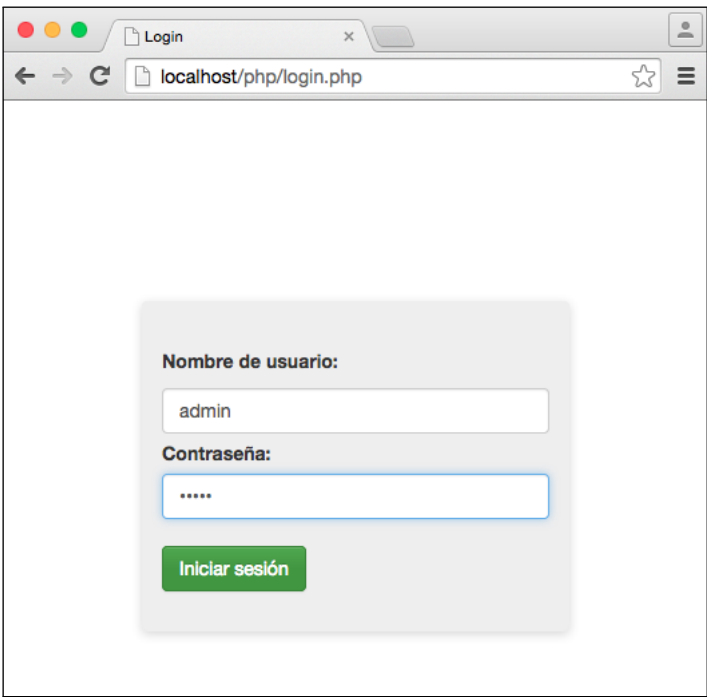 Login
localhost/php/login.php
Nombre de usuario:
admin
Contraseña:
•••••
Iniciar sesión